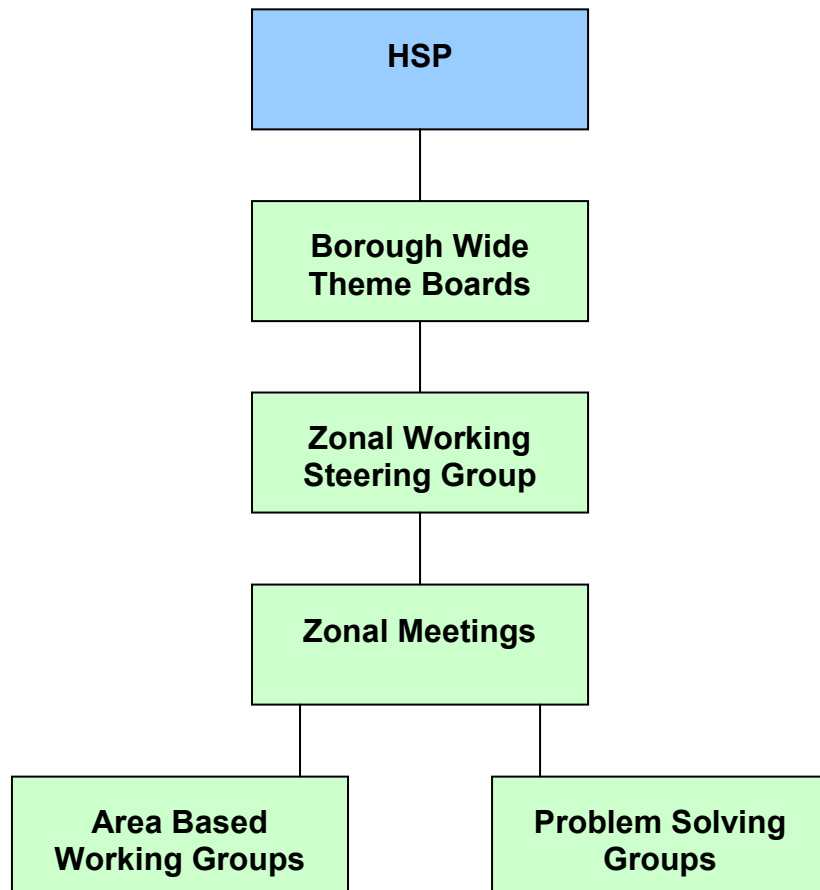 HSP
Borough Wide
Theme Boards
Zonal Working
Steering Group
Zonal Meetings
Area Based
Working Groups
Problem Solving
Groups